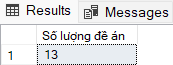 Results Messages
Số lượng đề án
1 13